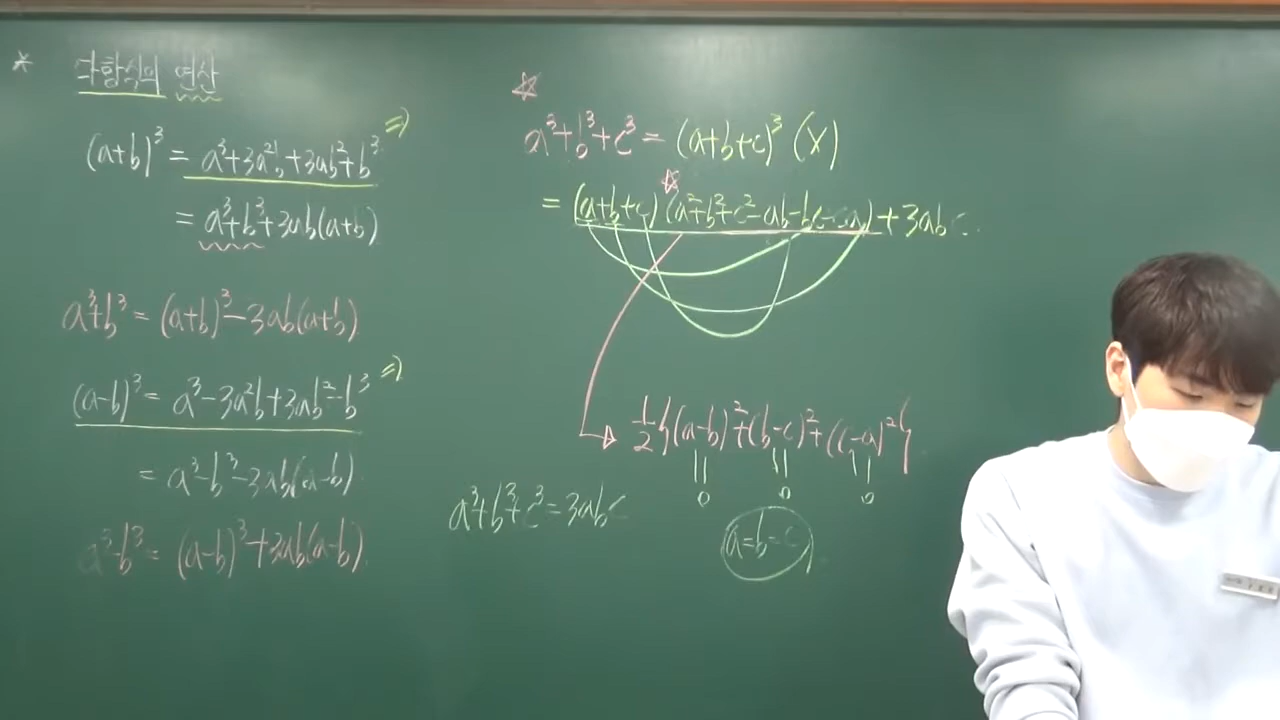 * 다항식의 연산
(a+b)³ = a³+3a²b+3ab²+b³ ⇒
= a³+b³+3ab(a+b)
a³+b³ = (a+b)³-3ab(a+b)
(a-b)³ = a³-3a²b+3ab²-b³ ⇒
= a³-b³-3ab(a-b)
a³-b³ = (a-b)³+3ab(a-b)
☆
a³+b³+c³ = (a+b+c)³ (X)
☆
= (a+b+c)(a²+b²+c²-ab-bc-ca)+3abc
1/2{(a-b)²+(b-c)²+(c-a)²}
|| || ||
0 0 0
a³+b³+c³=3abc
a=b=c